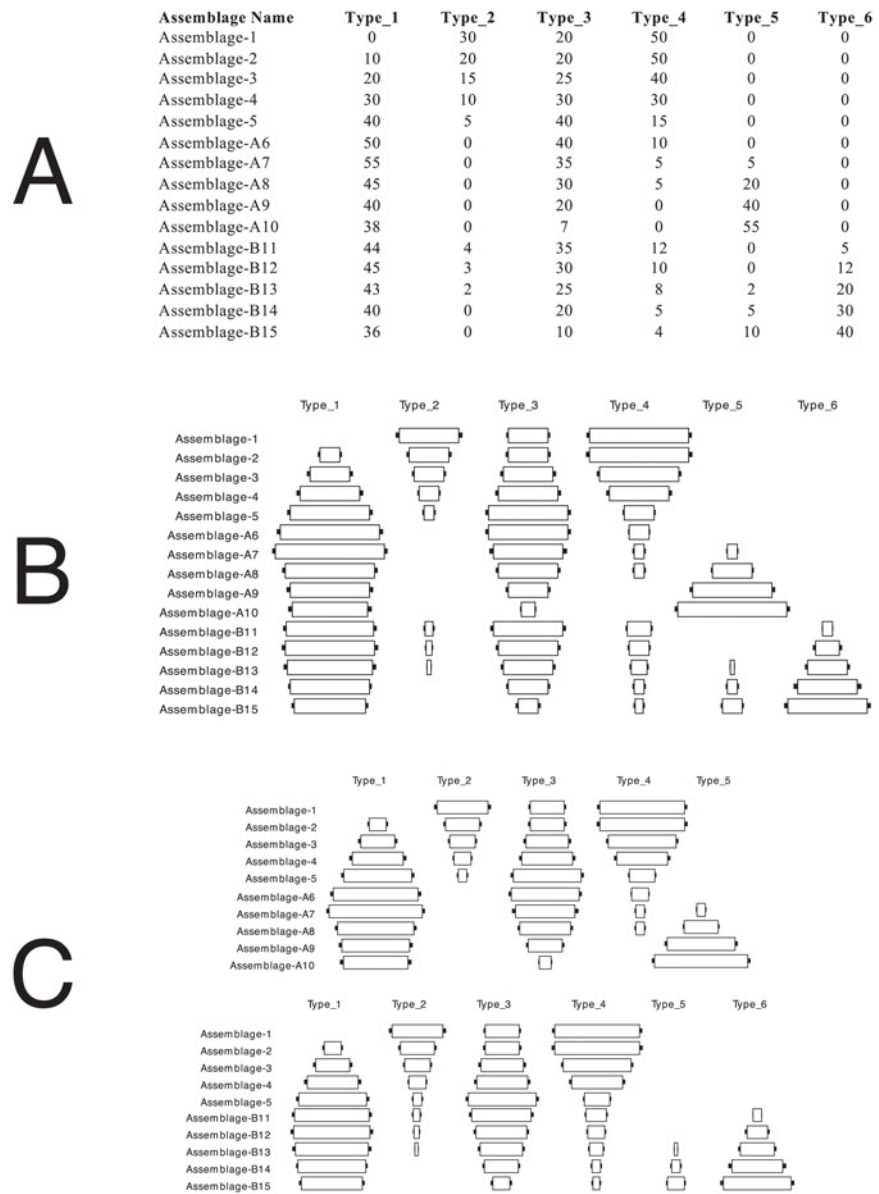 A
Assemblage Name Type_1 Type_2 Type_3 Type_4 Type_5 Type_6
Assemblage-1 0 30 20 50 0 0
Assemblage-2 10 20 20 50 0 0
Assemblage-3 20 15 25 40 0 0
Assemblage-4 30 10 30 30 0 0
Assemblage-5 40 5 40 15 0 0
Assemblage-A6 50 0 40 10 0 0
Assemblage-A7 55 0 35 5 5 0
Assemblage-A8 45 0 30 5 20 0
Assemblage-A9 40 0 20 0 40 0
Assemblage-A10 38 0 7 0 55 0
Assemblage-B11 44 4 35 12 0 5
Assemblage-B12 45 3 30 10 0 12
Assemblage-B13 43 2 25 8 2 20
Assemblage-B14 40 0 20 5 5 30
Assemblage-B15 36 0 10 4 10 40
B
Type_1 Type_2 Type_3 Type_4 Type_5 Type_6
Assemblage-1
Assemblage-2
Assemblage-3
Assemblage-4
Assemblage-5
Assemblage-A6
Assemblage-A7
Assemblage-A8
Assemblage-A9
Assemblage-A10
Assemblage-B11
Assemblage-B12
Assemblage-B13
Assemblage-B14
Assemblage-B15
C
Type_1 Type_2 Type_3 Type_4 Type_5
Assemblage-1
Assemblage-2
Assemblage-3
Assemblage-4
Assemblage-5
Assemblage-A6
Assemblage-A7
Assemblage-A8
Assemblage-A9
Assemblage-A10
Type_1 Type_2 Type_3 Type_4 Type_5 Type_6
Assemblage-1
Assemblage-2
Assemblage-3
Assemblage-4
Assemblage-5
Assemblage-B11
Assemblage-B12
Assemblage-B13
Assemblage-B14
Assemblage-B15